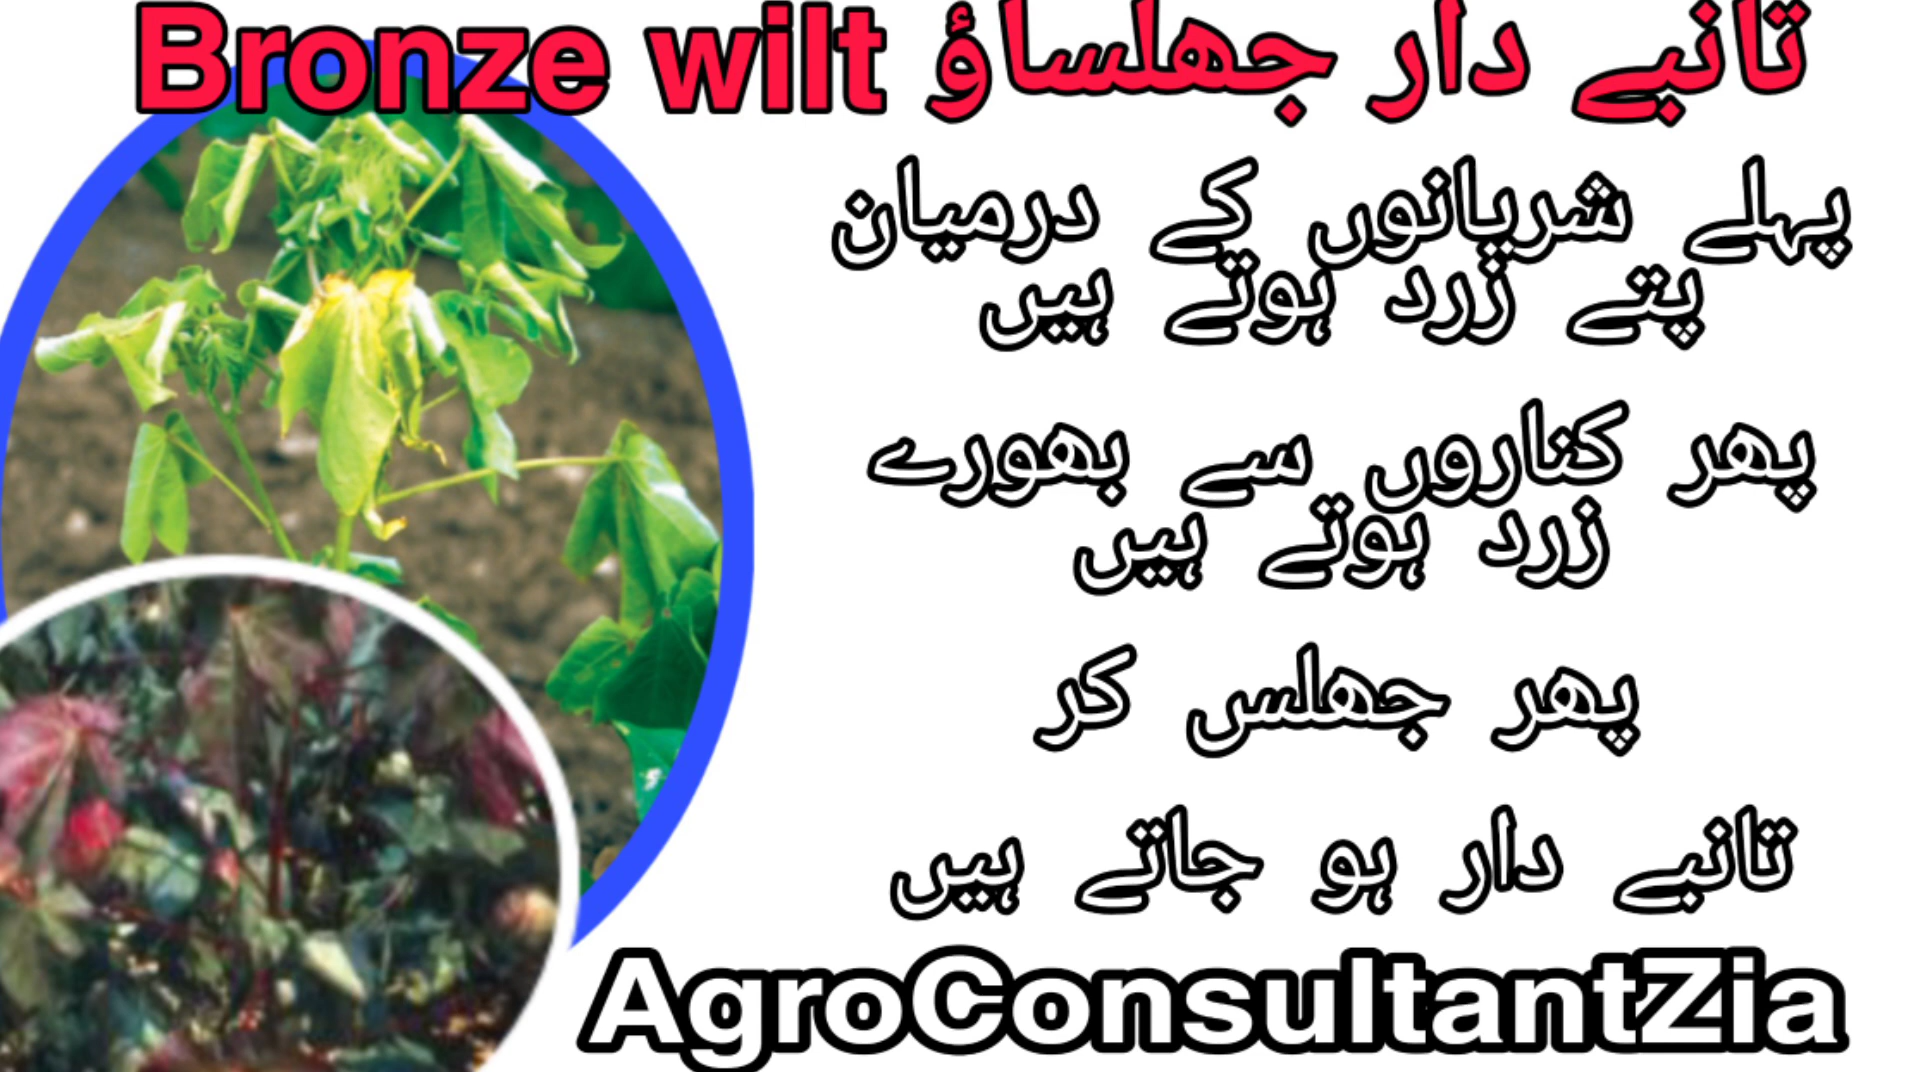 Bronze wilt تانبے دار جھلساؤ
پہلے شریانوں کے درمیان
پتے زرد ہوتے ہیں
پھر کناروں سے بھورے
زرد ہوتے ہیں
پھر جھلس کر
تانبے دار ہو جاتے ہیں
AgroConsultantZia